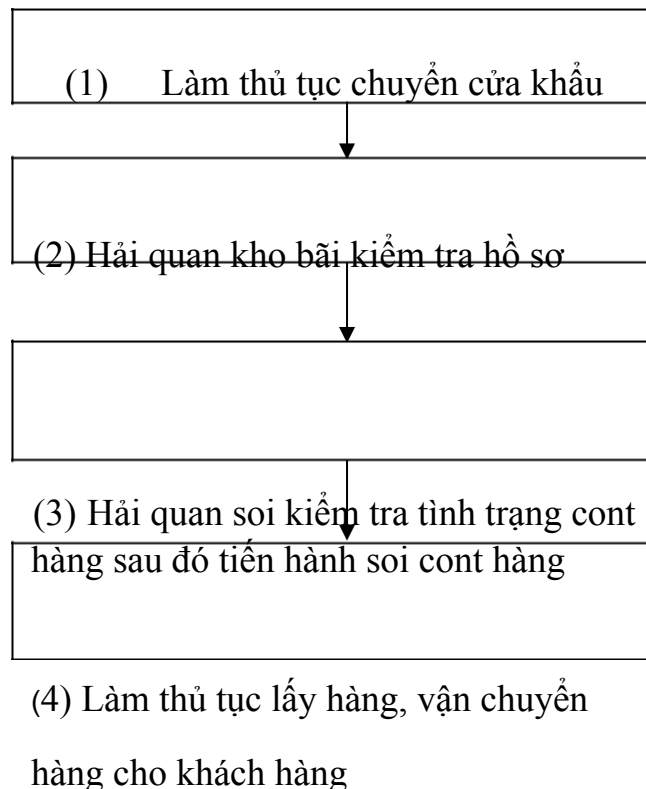 (1) Làm thủ tục chuyển cửa khẩu
(2) Hải quan kho bãi kiểm tra hồ sơ
(3) Hải quan soi kiểm tra tình trạng cont
hàng sau đó tiến hành soi cont hàng
(4) Làm thủ tục lấy hàng, vận chuyển
hàng cho khách hàng